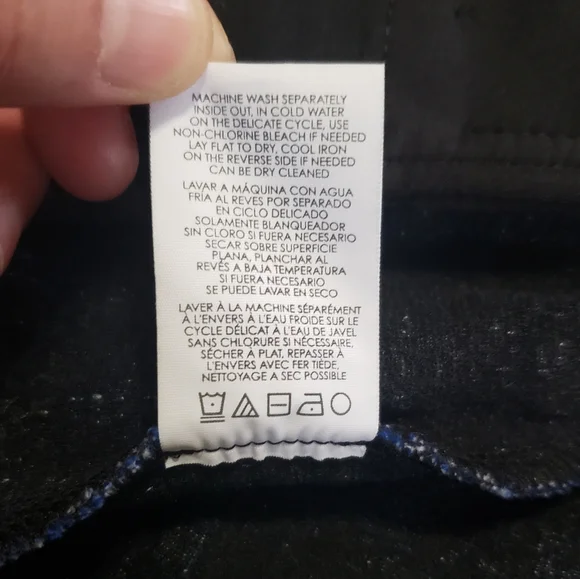 MACHINE WASH SEPARATELY
INSIDE OUT, IN COLD WATER
ON THE DELICATE CYCLE, USE
NON-CHLORINE BLEACH IF NEEDED
LAY FLAT TO DRY, COOL IRON
ON THE REVERSE SIDE IF NEEDED
CAN BE DRY CLEANED
LAVAR A MÁQUINA CON AGUA
FRÍA AL REVES POR SEPARADO
EN CICLO DELICADO
SOLAMENTE BLANQUEADOR
SIN CLORO SI FUERA NECESARIO
SECAR SOBRE SUPERFICIE
PLANA, PLANCHAR AL
REVÉS A BAJA TEMPERATURA
SI FUERA NECESARIO
SE PUEDE LAVAR EN SECO
LAVER À LA MACHINE SÉPARÉMENT
À L'ENVERS À L'EAU FROIDE SUR LE
CYCLE DÉLICAT À L'EAU DE JAVEL
SANS CHLORURE SI NÉCESSAIRE,
SÉCHER À PLAT, REPASSER À
L'ENVERS AVEC FER TIÈDE,
NETTOYAGE A SEC POSSIBLE